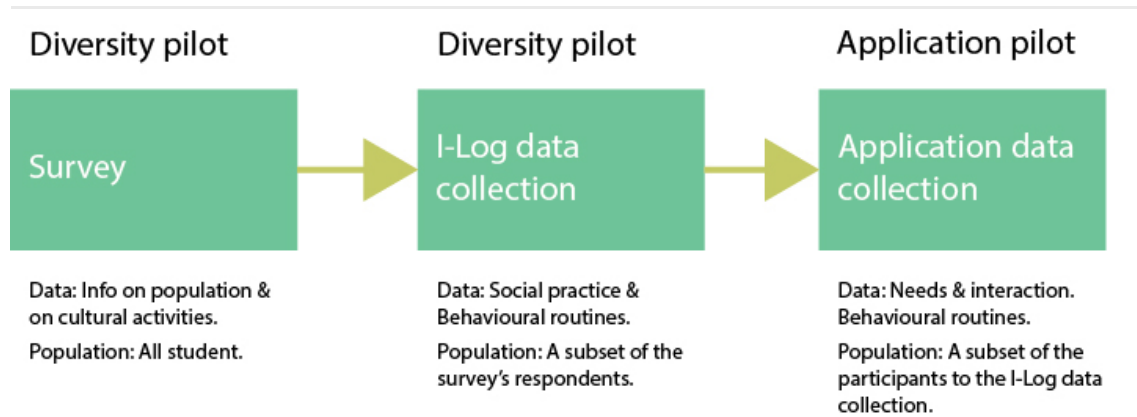 Diversity pilot
Survey
Data: Info on population &
on cultural activities.
Population: All student.
Diversity pilot
I-Log data
collection
Data: Social practice &
Behavioural routines.
Population: A subset of the
survey's respondents.
Application pilot
Application data
collection
Data: Needs & interaction.
Behavioural routines.
Population: A subset of the
participants to the I-Log data
collection.